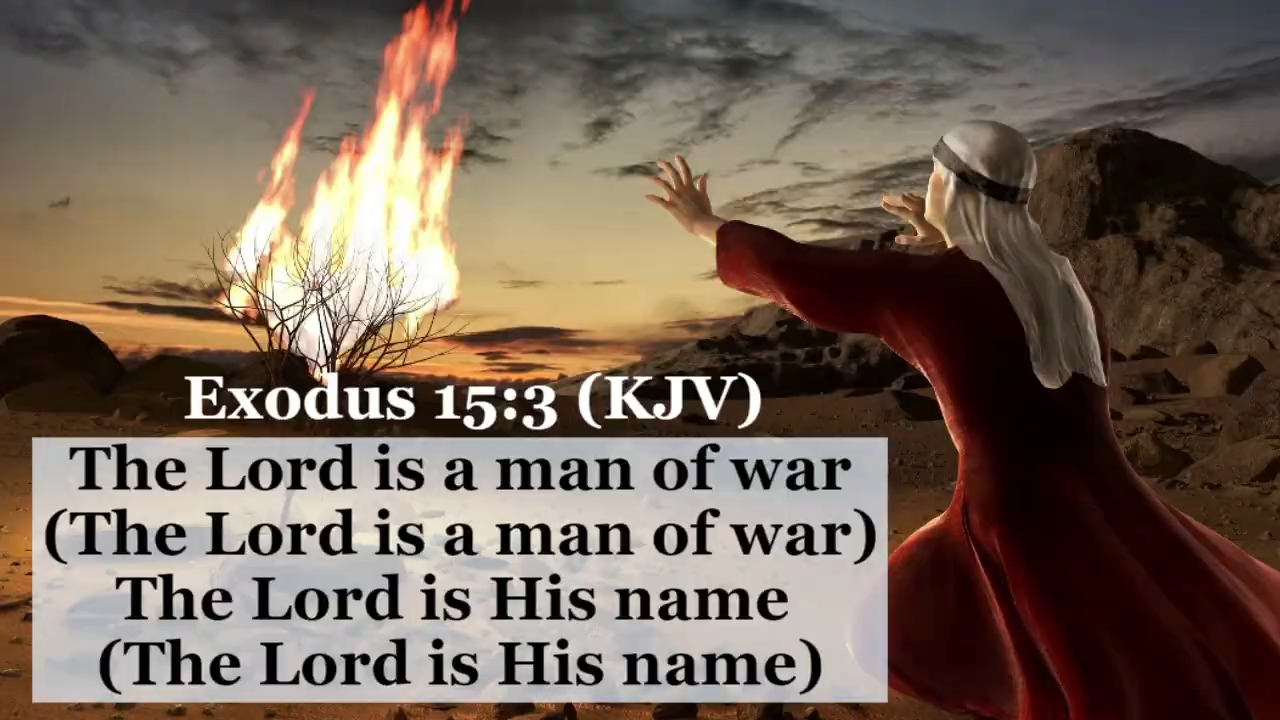 Exodus 15:3 (KJV)
The Lord is a man of war
(The Lord is a man of war)
The Lord is His name
(The Lord is His name)